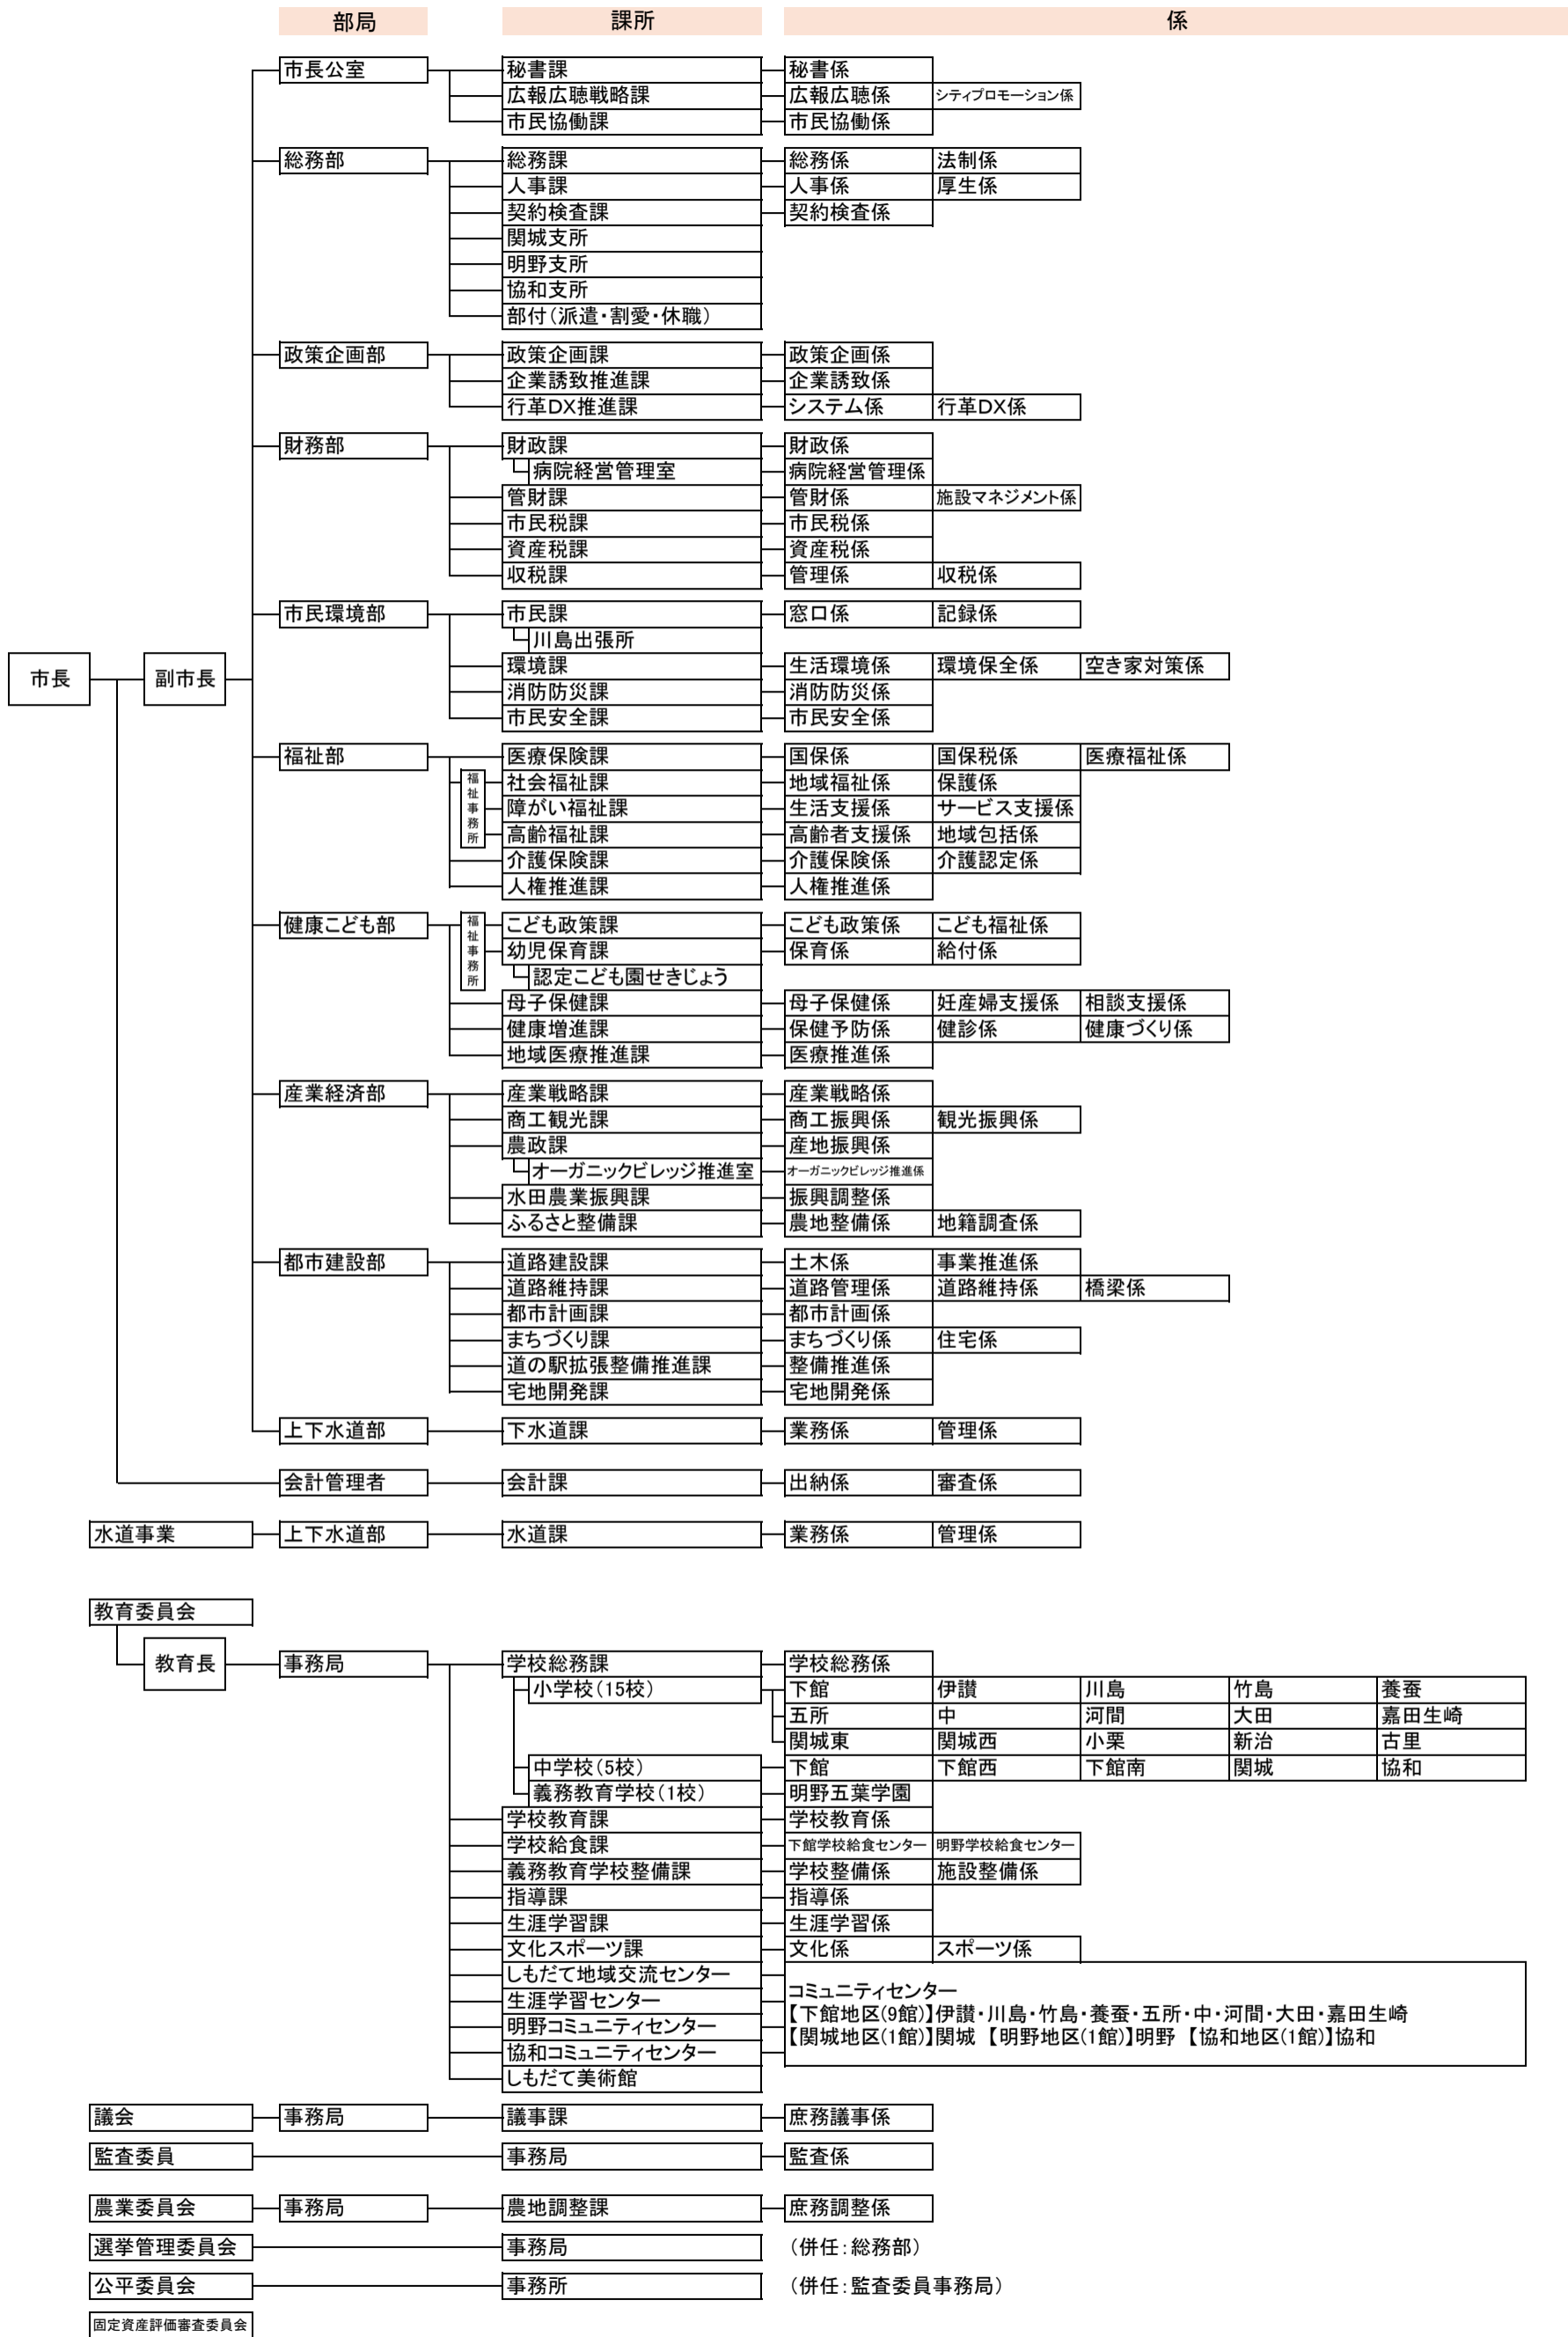 部局 課所 係
市長公室 秘書課 秘書係
広報広聴戦略課 広報広聴係 シティプロモーション係
市民協働課 市民協働係
総務部 総務課 総務係 法制係
人事課 人事係 厚生係
契約検査課 契約検査係
関城支所
明野支所
協和支所
部付(派遣・割愛・休職)
政策企画部 政策企画課 政策企画係
企業誘致推進課 企業誘致係
行革DX推進課 システム係 行革DX係
財務部 財政課 財政係
病院経営管理室 病院経営管理係
管財課 管財係 施設マネジメント係
市民税課 市民税係
資産税課 資産税係
収税課 管理係 収税係
市民環境部 市民課 窓口係 記録係
川島出張所
環境課 生活環境係 環境保全係 空き家対策係
市長 副市長
消防防災課 消防防災係
市民安全課 市民安全係
福祉部 医療保険課 国保係 国保税係 医療福祉係
福祉事務所
社会福祉課 地域福祉係 保護係
障がい福祉課 生活支援係 サービス支援係
高齢福祉課 高齢者支援係 地域包括係
介護保険課 介護保険係 介護認定係
人権推進課 人権推進係
健康こども部 福祉事務所 こども政策課 こども政策係 こども福祉係
幼児保育課 保育係 給付係
認定こども園せきじょう
母子保健課 母子保健係 妊産婦支援係 相談支援係
健康増進課 保健予防係 健診係 健康づくり係
地域医療推進課 医療推進係
産業経済部 産業戦略課 産業戦略係
商工観光課 商工振興係 観光振興係
農政課 産地振興係
オーガニックビレッジ推進室 オーガニックビレッジ推進係
水田農業振興課 振興調整係
ふるさと整備課 農地整備係 地籍調査係
都市建設部 道路建設課 土木係 事業推進係
道路維持課 道路管理係 道路維持係 橋梁係
都市計画課 都市計画係
まちづくり課 まちづくり係 住宅係
道の駅拡張整備推進課 整備推進係
宅地開発課 宅地開発係
上下水道部 下水道課 業務係 管理係
会計管理者 会計課 出納係 審査係
水道事業 上下水道部 水道課 業務係 管理係
教育委員会
教育長 事務局 学校総務課 学校総務係
小学校(15校) 下館 伊讃 川島 竹島 養蚕
五所 中 河間 大田 嘉田生崎
関城東 関城西 小栗 新治 古里
中学校(5校) 下館 下館西 下館南 関城 協和
義務教育学校(1校) 明野五葉学園
学校教育課 学校教育係
学校給食課 下館学校給食センター 明野学校給食センター
義務教育学校整備課 学校整備係 施設整備係
指導課 指導係
生涯学習課 生涯学習係
文化スポーツ課 文化係 スポーツ係
しもだて地域交流センター
生涯学習センター
明野コミュニティセンター
協和コミュニティセンター
コミュニティセンター
【下館地区(9館)】伊讃・川島・竹島・養蚕・五所・中・河間・大田・嘉田生崎
【関城地区(1館)】関城 【明野地区(1館)】明野 【協和地区(1館)】協和
しもだて美術館
議会 事務局 議事課 庶務議事係
監査委員 事務局 監査係
農業委員会 事務局 農地調整課 庶務調整係
選挙管理委員会 事務局 (併任:総務部)
公平委員会 事務所 (併任:監査委員事務局)
固定資産評価審査委員会